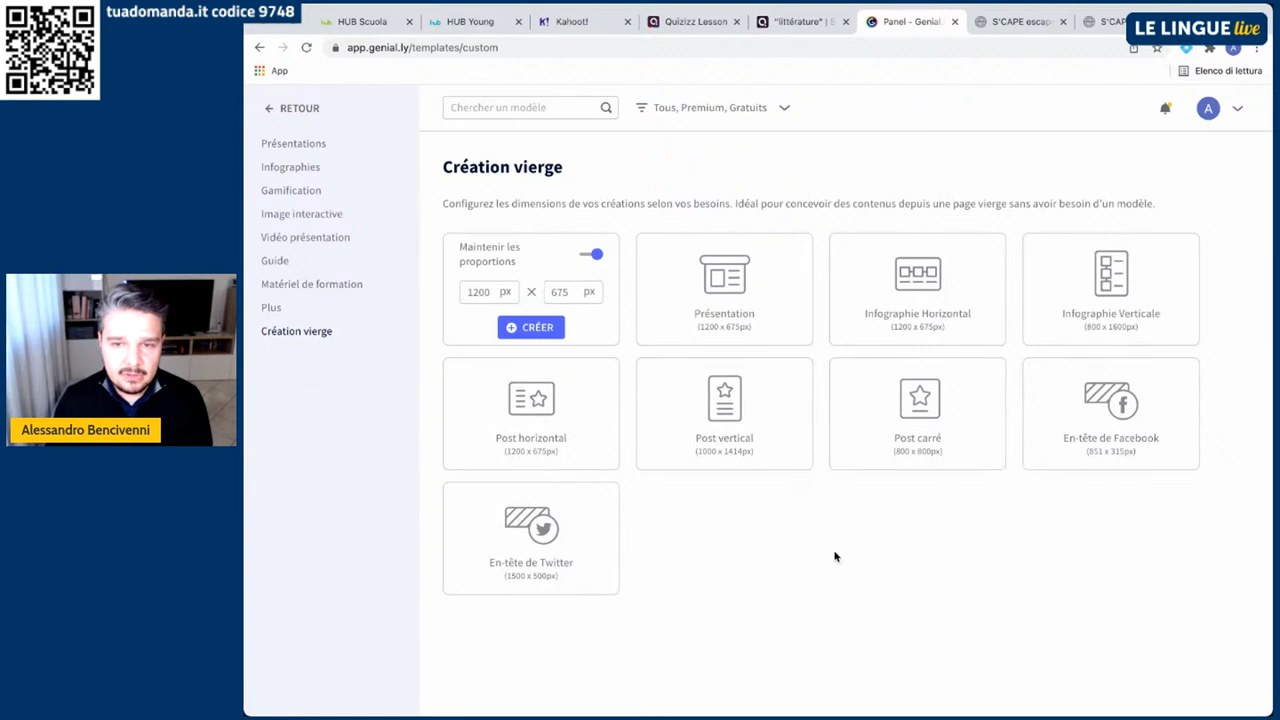 tuadomanda.it codice 9748
HUB Scuola
HUB Young
Kahoot!
Quizizz Lesson
"littérature" | S
Panel - Genial.
S'CAPE escap
S'C
LE LINGUE live
app.genial.ly/templates/custom
A
App
Elenco di lettura
RETOUR
Chercher un modèle
Tous, Premium, Gratuits
A
Présentations
Infographies
Gamification
Image interactive
Vidéo présentation
Guide
Matériel de formation
Plus
Création vierge
Création vierge
Configurez les dimensions de vos créations selon vos besoins. Idéal pour concevoir des contenus depuis une page vierge sans avoir besoin d'un modèle.
Maintenir les
proportions
1200 px × 675 px
CRÉER
Présentation
(1200 x 675px)
Infographie Horizontal
(1200 x 675px)
Infographie Verticale
(800 x 1600px)
Post horizontal
(1200 x 675px)
Post vertical
(1000 x 1414px)
Post carré
(800 x 800px)
En-tête de Facebook
(851 x 315px)
En-tête de Twitter
(1500 x 500px)
Alessandro Bencivenni